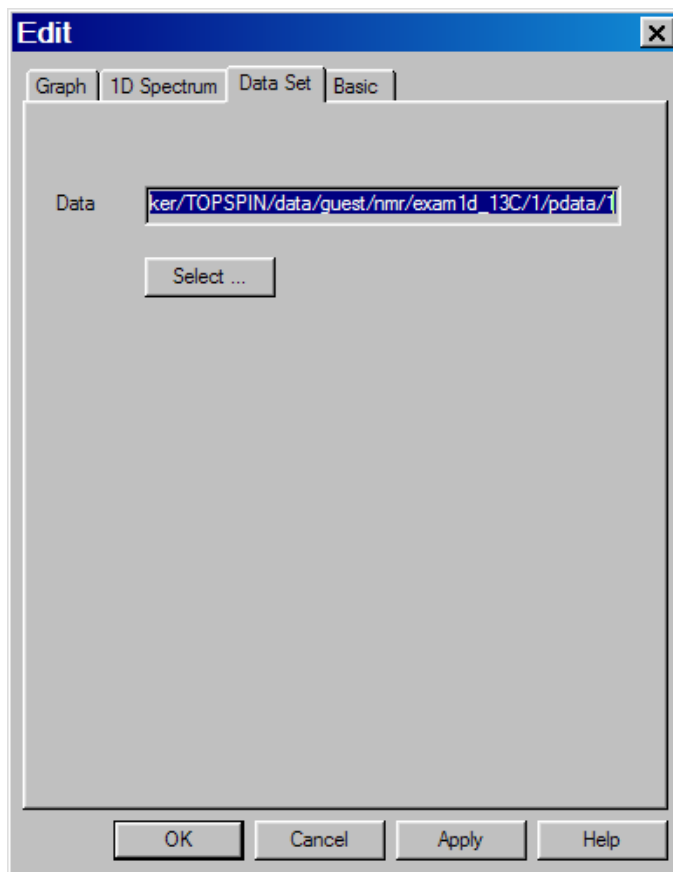 Edit
Graph 1D Spectrum Data Set Basic
Data ker/TOPSPIN/data/guest/nmr/exam1d_13C/1/pdata/1
Select ...
OK Cancel Apply Help